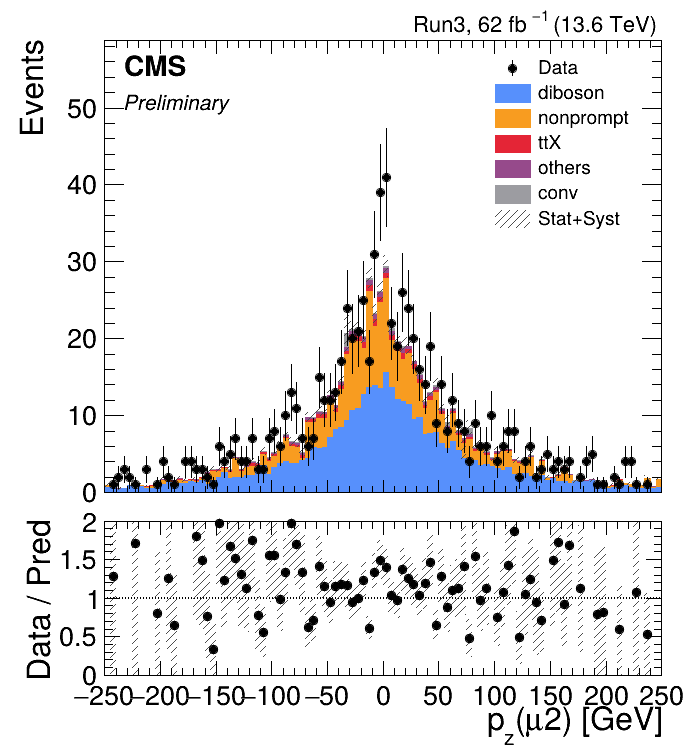 Run3, 62 fb⁻¹ (13.6 TeV)
CMS
Preliminary
Events
Data
diboson
nonprompt
ttX
others
conv
Stat+Syst
50
40
30
20
10
0
Data / Pred
2
1.5
1
0.5
0
−250 −200 −150 −100 −50 0 50 100 150 200 250
p_z(μ2) [GeV]